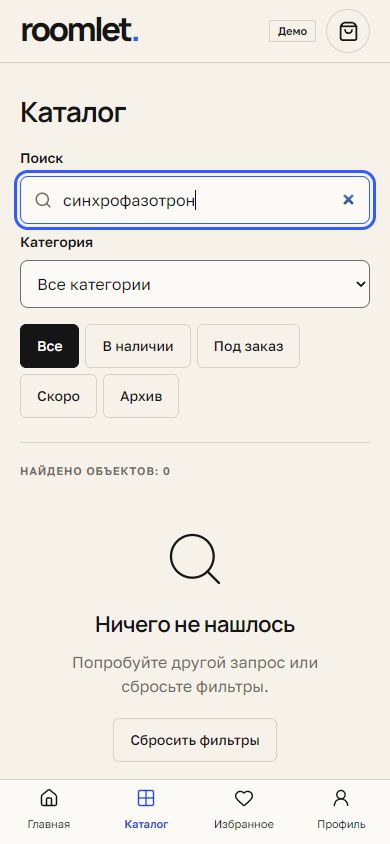 roomlet.
Демо
Каталог
Поиск
синхрофазотрон
Категория
Все категории
Все
В наличии
Под заказ
Скоро
Архив
НАЙДЕНО ОБЪЕКТОВ: 0
Ничего не нашлось
Попробуйте другой запрос или
сбросьте фильтры.
Сбросить фильтры
Главная
Каталог
Избранное
Профиль